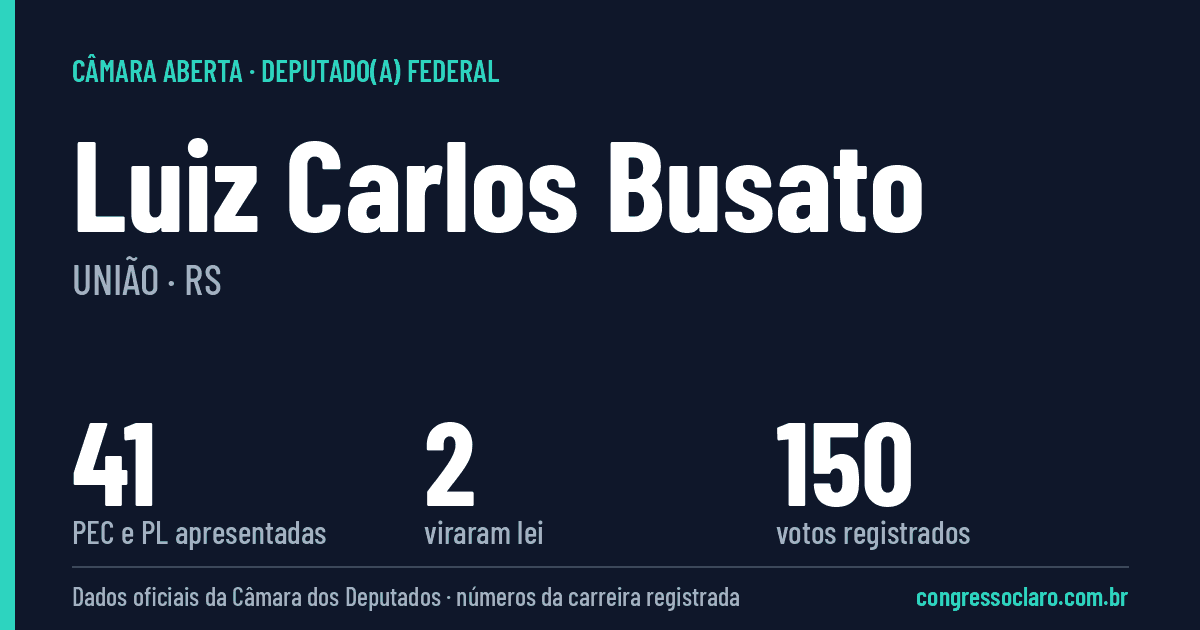 CÂMARA ABERTA · DEPUTADO(A) FEDERAL
Luiz Carlos Busato
UNIÃO · RS
41 2 150
PEC e PL apresentadas viraram lei votos registrados
Dados oficiais da Câmara dos Deputados · números da carreira registrada congressoclaro.com.br